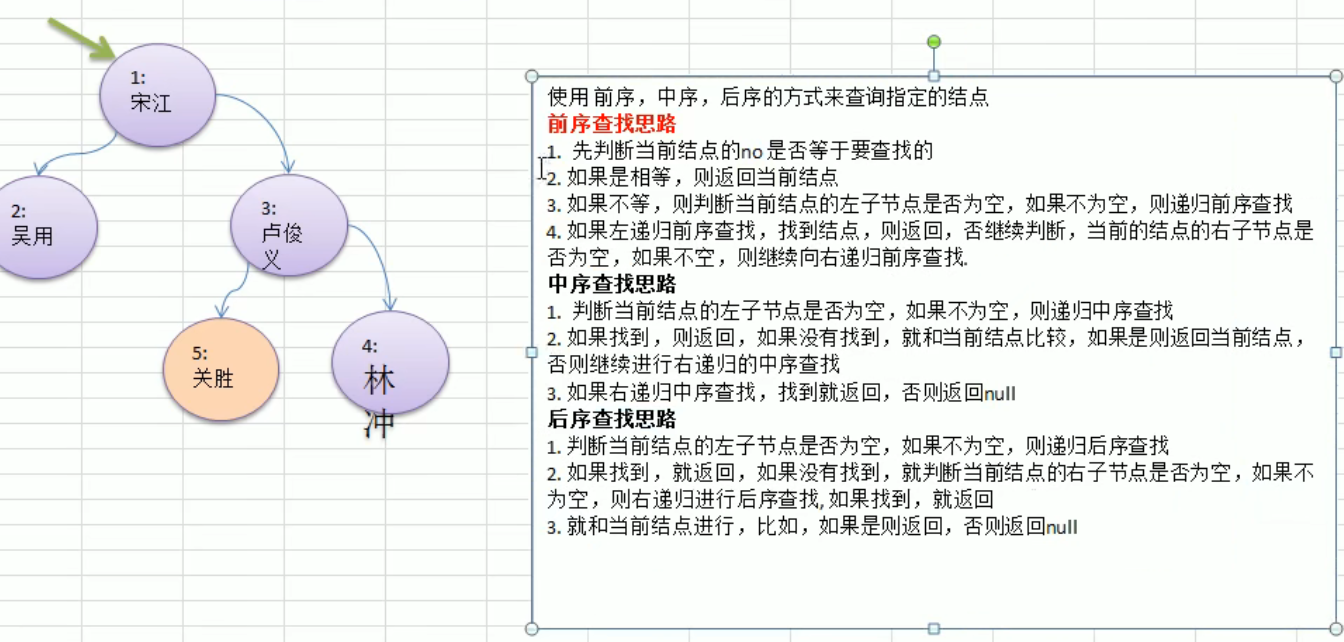 1:
宋江
2:
吴用
3:
卢俊
义
5:
关胜
4:
林
冲
使用前序，中序，后序的方式来查询指定的结点
前序查找思路
1. 先判断当前结点的no是否等于要查找的
2. 如果是相等，则返回当前结点
3. 如果不等，则判断当前结点的左子节点是否为空，如果不为空，则递归前序查找
4. 如果左递归前序查找，找到结点，则返回，否继续判断，当前的结点的右子节点是
否为空，如果不空，则继续向右递归前序查找.
中序查找思路
1. 判断当前结点的左子节点是否为空，如果不为空，则递归中序查找
2. 如果找到，则返回，如果没有找到，就和当前结点比较，如果是则返回当前结点，
否则继续进行右递归的中序查找
3. 如果右递归中序查找，找到就返回，否则返回null
后序查找思路
1. 判断当前结点的左子节点是否为空，如果不为空，则递归后序查找
2. 如果找到，就返回，如果没有找到，就判断当前结点的右子节点是否为空，如果不
为空，则右递归进行后序查找,如果找到，就返回
3. 就和当前结点进行，比如，如果是则返回，否则返回null